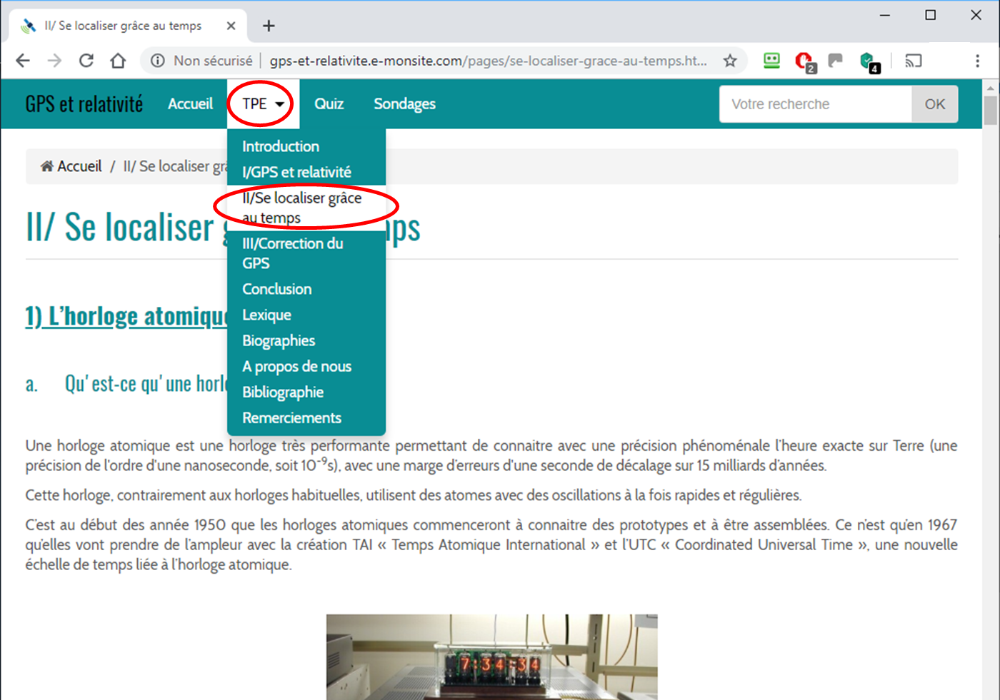 II/ Se localiser grâce au temps
Non sécurisé | gps-et-relativite.e-monsite.com/pages/se-localiser-grace-au-temps.ht...
2
4
GPS et relativité Accueil TPE Quiz Sondages Votre recherche OK
Introduction
Accueil / II/ Se localiser gr
I/GPS et relativité
II/Se localiser grâce
au temps
II/ Se localiser
III/Correction du
GPS
Conclusion
1) L'horloge atomiqu
Lexique
Biographies
A propos de nous
a. Qu'est-ce qu'une horl
Bibliographie
Remerciements
Une horloge atomique est une horloge très performante permettant de connaitre avec une précision phénoménale l'heure exacte sur Terre (une
précision de l'ordre d'une nanoseconde, soit 10⁻⁹s), avec une marge d'erreurs d'une seconde de décalage sur 15 milliards d'années.
Cette horloge, contrairement aux horloges habituelles, utilisent des atomes avec des oscillations à la fois rapides et régulières.
C'est au début des année 1950 que les horloges atomiques commenceront à connaitre des prototypes et à être assemblées. Ce n'est qu'en 1967
qu'elles vont prendre de l'ampleur avec la création TAI « Temps Atomique International » et l'UTC « Coordinated Universal Time », une nouvelle
échelle de temps liée à l'horloge atomique.
7:34:34